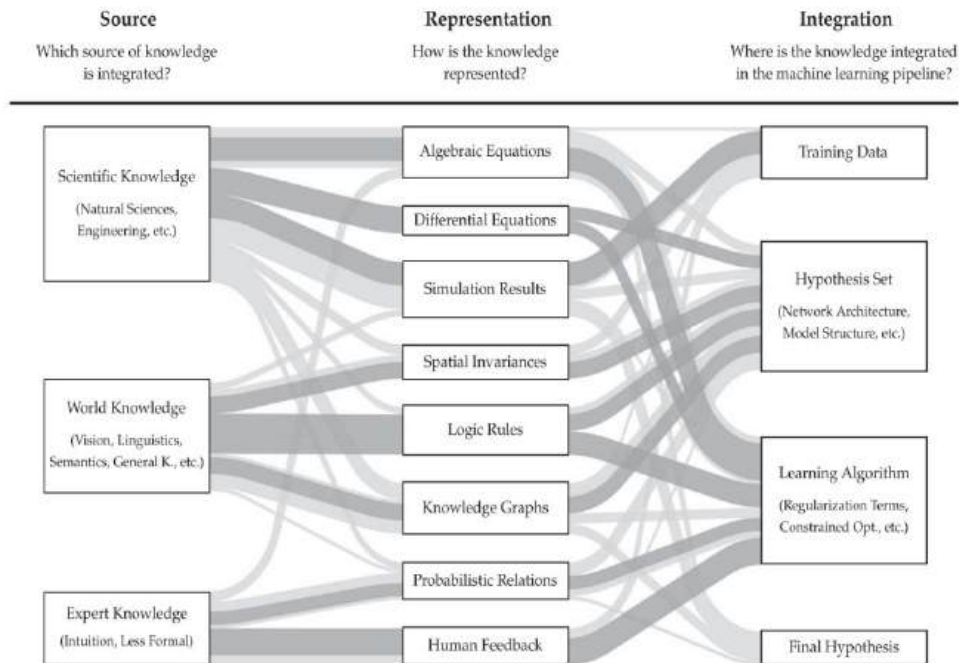 Source
Which source of knowledge
is integrated?
Representation
How is the knowledge
represented?
Integration
Where is the knowledge integrated
in the machine learning pipeline?
Scientific Knowledge
(Natural Sciences,
Engineering, etc.)
World Knowledge
(Vision, Linguistics,
Semantics, General K., etc.)
Expert Knowledge
(Intuition, Less Formal)
Algebraic Equations
Differential Equations
Simulation Results
Spatial Invariances
Logic Rules
Knowledge Graphs
Probabilistic Relations
Human Feedback
Training Data
Hypothesis Set
(Network Architecture,
Model Structure, etc.)
Learning Algorithm
(Regularization Terms,
Constrained Opt., etc.)
Final Hypothesis